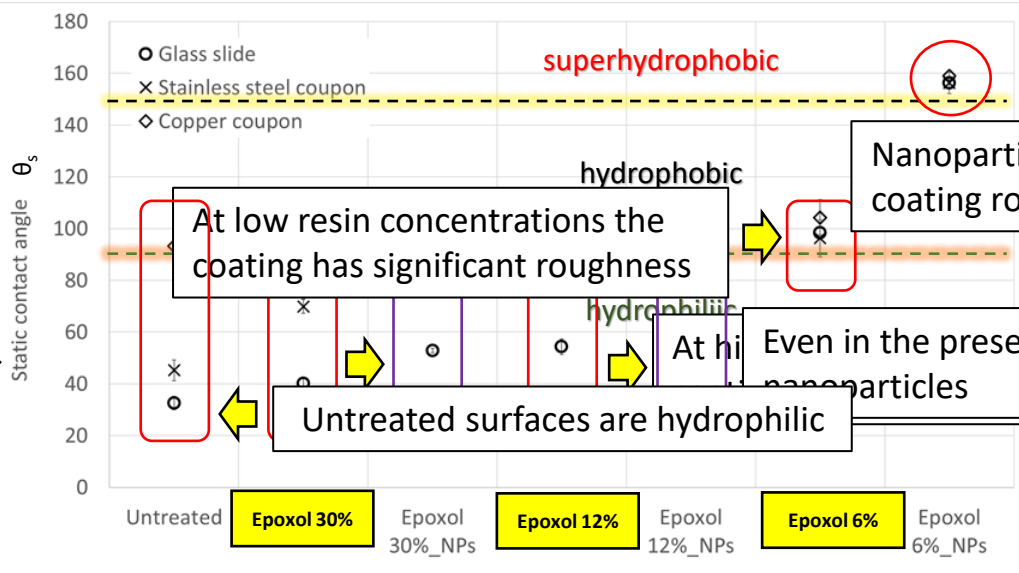 180
160
140
120
100
80
60
40
20
0
Static contact angle θs
Glass slide
Stainless steel coupon
Copper coupon
superhydrophobic
hydrophobic
hydrophiliic
Nanoparti
coating ro
At low resin concentrations the
coating has significant roughness
At hi
Even in the prese
nanoparticles
Untreated surfaces are hydrophilic
Untreated
Epoxol 30%
Epoxol
30%_NPs
Epoxol 12%
Epoxol
12%_NPs
Epoxol 6%
Epoxol
6%_NPs